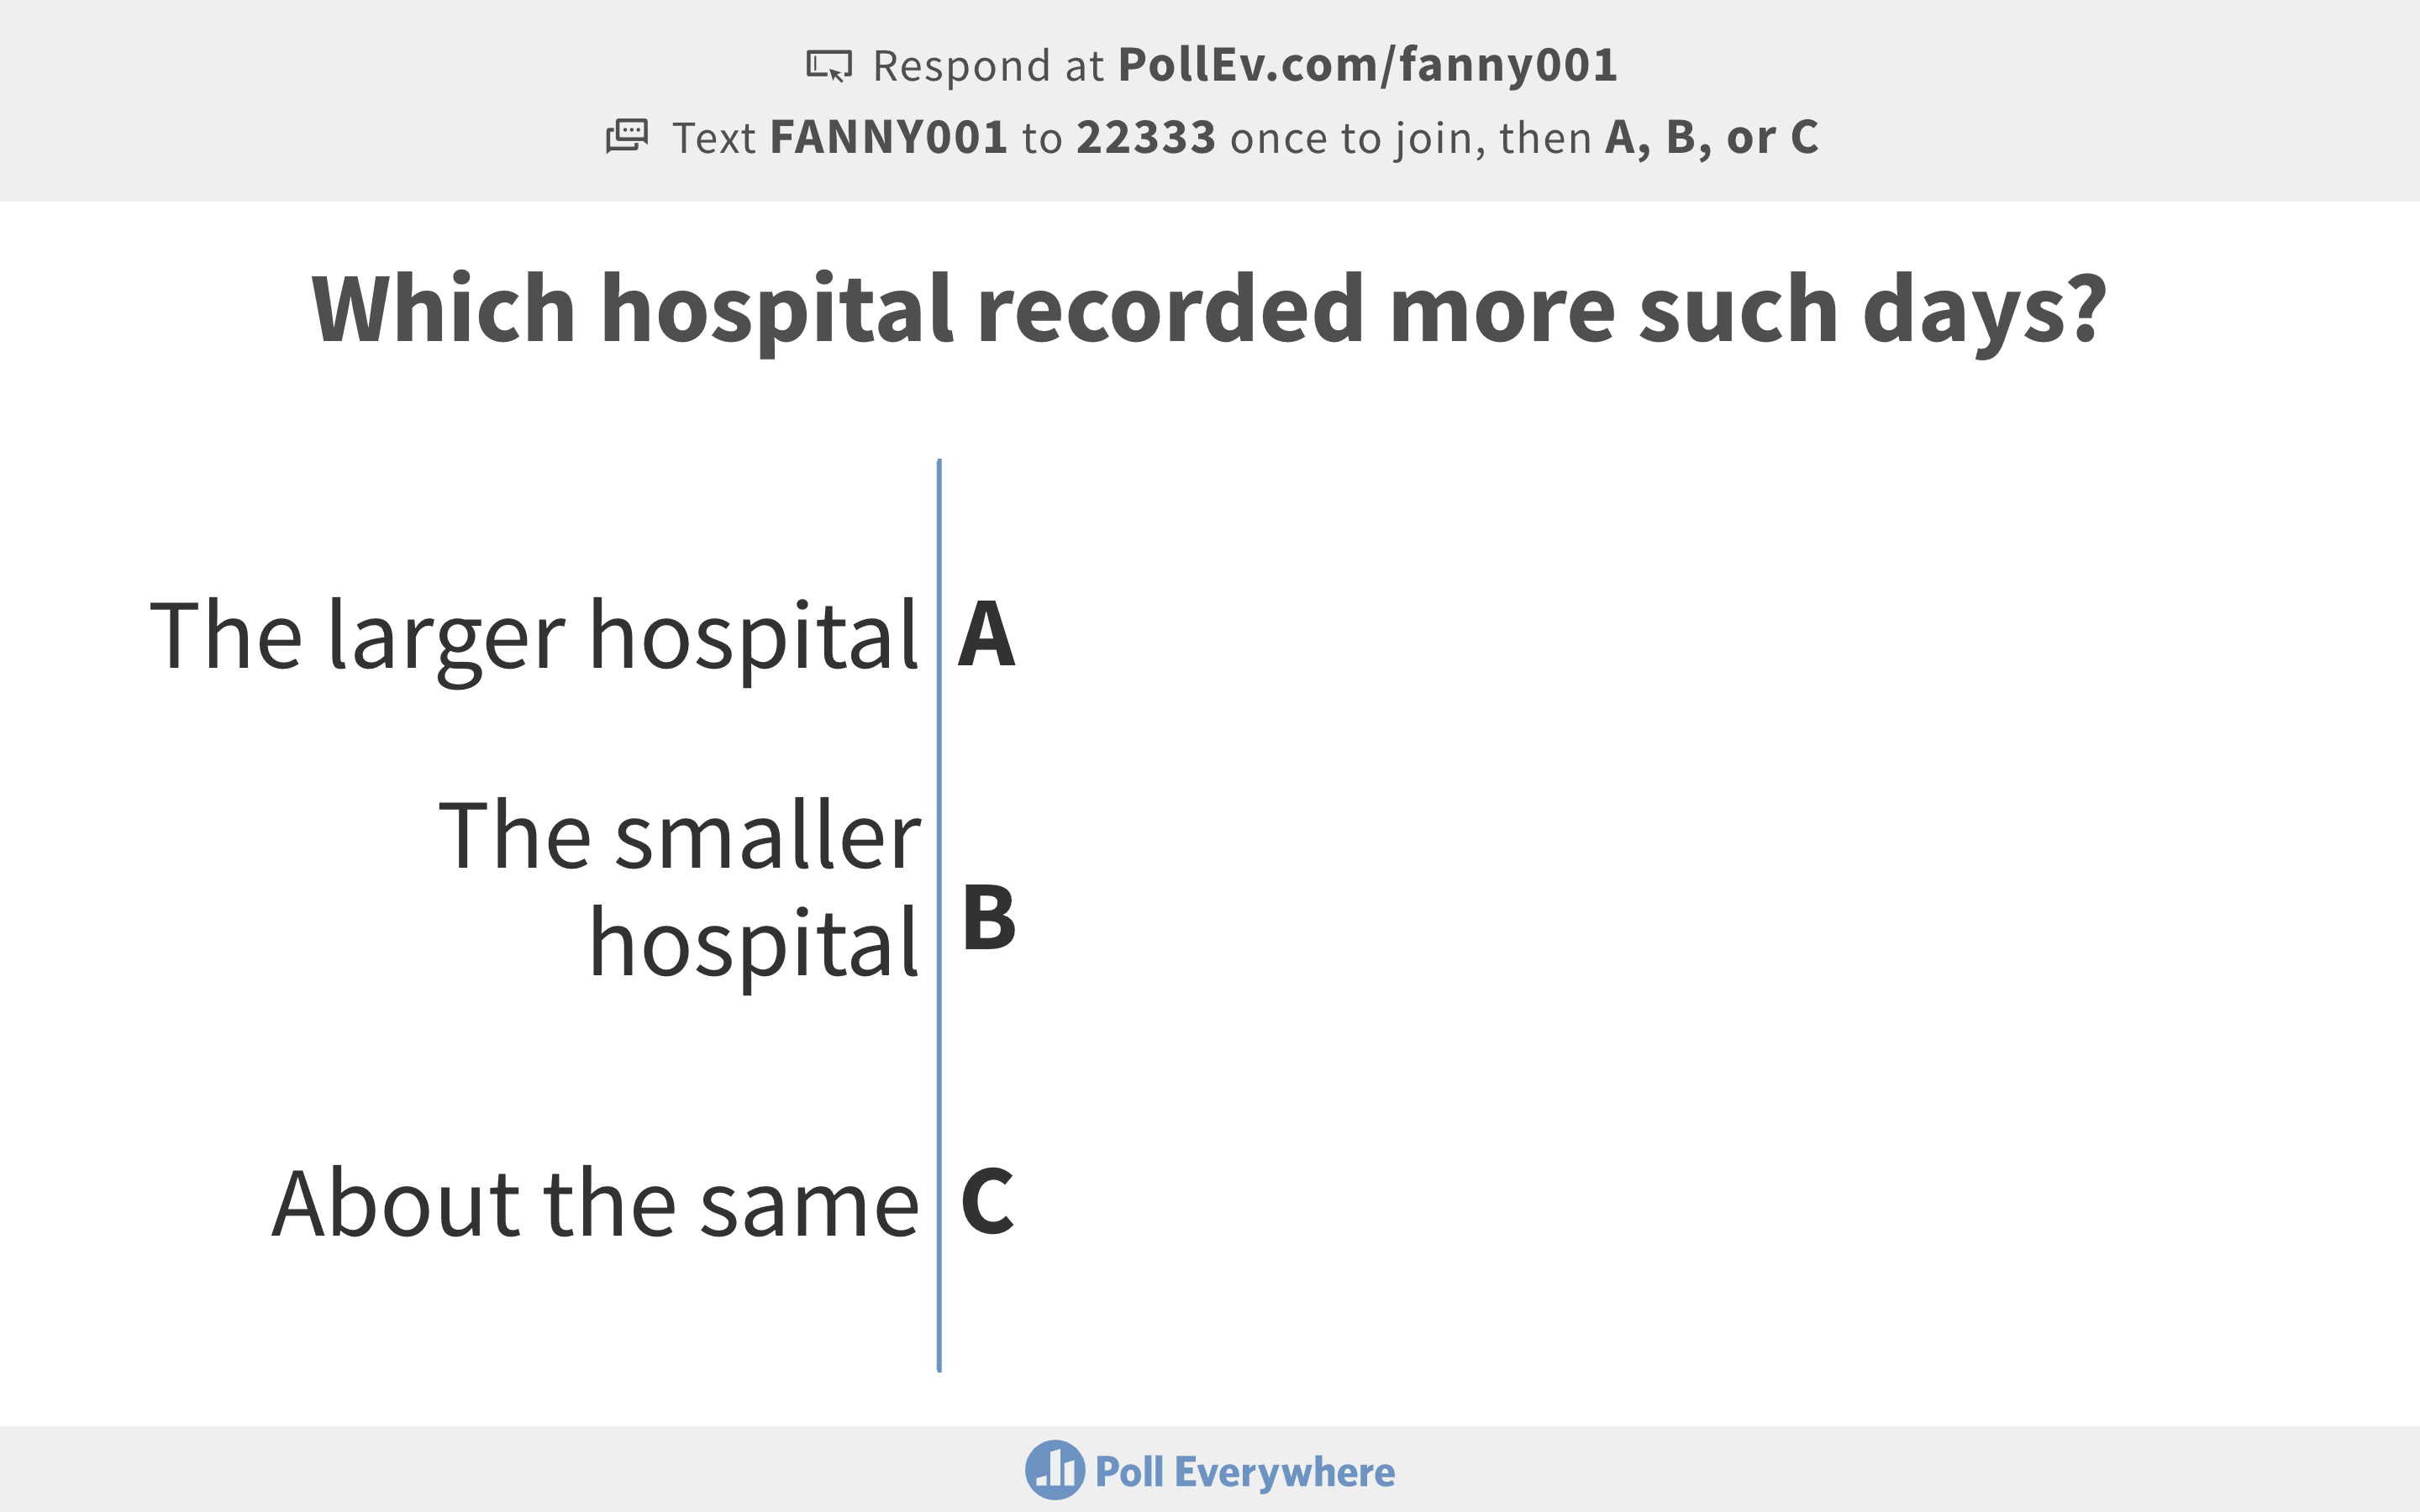 Respond at PollEv.com/fanny001
Text FANNY001 to 22333 once to join, then A, B, or C
Which hospital recorded more such days?
The larger hospital A
The smaller
hospital B
About the same C
Poll Everywhere